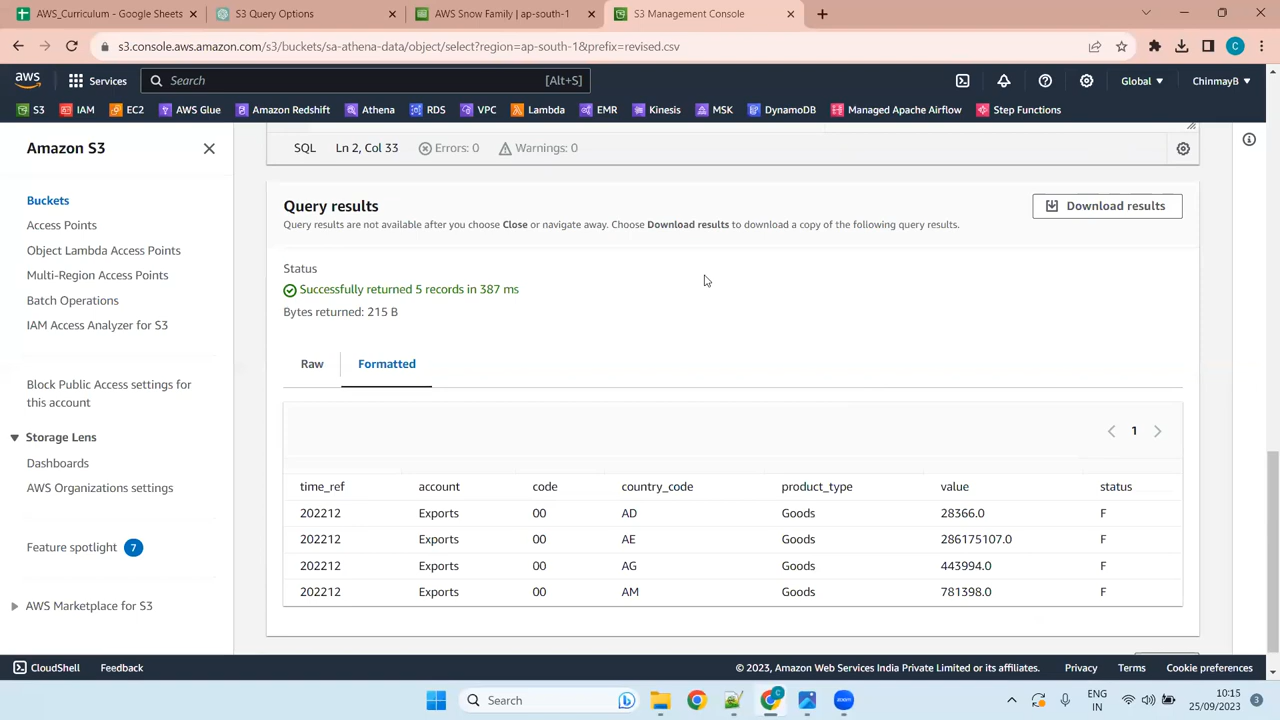 AWS_Curriculum - Google Sheets
S3 Query Options
AWS Snow Family | ap-south-1
S3 Management Console
s3.console.aws.amazon.com/s3/buckets/sa-athena-data/object/select?region=ap-south-1&prefix=revised.csv
C
aws
Services
Search
[Alt+S]
Global
ChinmayB
S3
IAM
EC2
AWS Glue
Amazon Redshift
Athena
RDS
VPC
Lambda
EMR
Kinesis
MSK
DynamoDB
Managed Apache Airflow
Step Functions
Amazon S3
Buckets
Access Points
Object Lambda Access Points
Multi-Region Access Points
Batch Operations
IAM Access Analyzer for S3
Block Public Access settings for
this account
Storage Lens
Dashboards
AWS Organizations settings
Feature spotlight 7
AWS Marketplace for S3
SQL Ln 2, Col 33 Errors: 0 Warnings: 0
Query results
Download results
Query results are not available after you choose Close or navigate away. Choose Download results to download a copy of the following query results.
Status
Successfully returned 5 records in 387 ms
Bytes returned: 215 B
Raw Formatted
1
time_ref account code country_code product_type value status
202212 Exports 00 AD Goods 28366.0 F
202212 Exports 00 AE Goods 286175107.0 F
202212 Exports 00 AG Goods 443994.0 F
202212 Exports 00 AM Goods 781398.0 F
CloudShell Feedback © 2023, Amazon Web Services India Private Limited or its affiliates. Privacy Terms Cookie preferences
Search
C
zoom
ENG
IN
10:15
25/09/2023
3